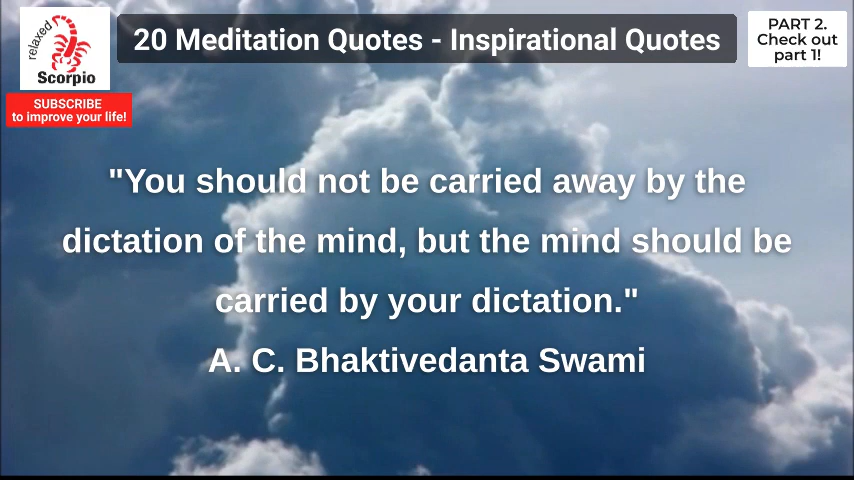 relaxed
Scorpio
SUBSCRIBE
to improve your life!
20 Meditation Quotes - Inspirational Quotes
PART 2.
Check out
part 1!
"You should not be carried away by the
dictation of the mind, but the mind should be
carried by your dictation."
A. C. Bhaktivedanta Swami